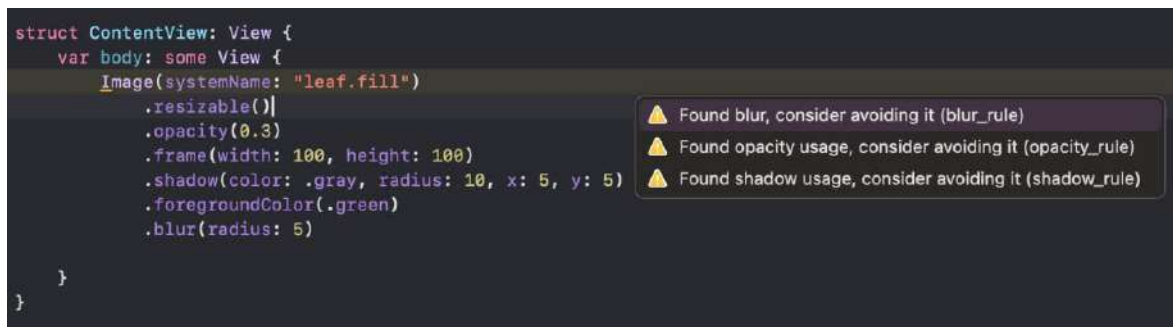 struct ContentView: View {
    var body: some View {
        Image(systemName: "leaf.fill")
            .resizable()
            .opacity(0.3)
            .frame(width: 100, height: 100)
            .shadow(color: .gray, radius: 10, x: 5, y: 5)
            .foregroundColor(.green)
            .blur(radius: 5)
    }
}
Found blur, consider avoiding it (blur_rule)
Found opacity usage, consider avoiding it (opacity_rule)
Found shadow usage, consider avoiding it (shadow_rule)